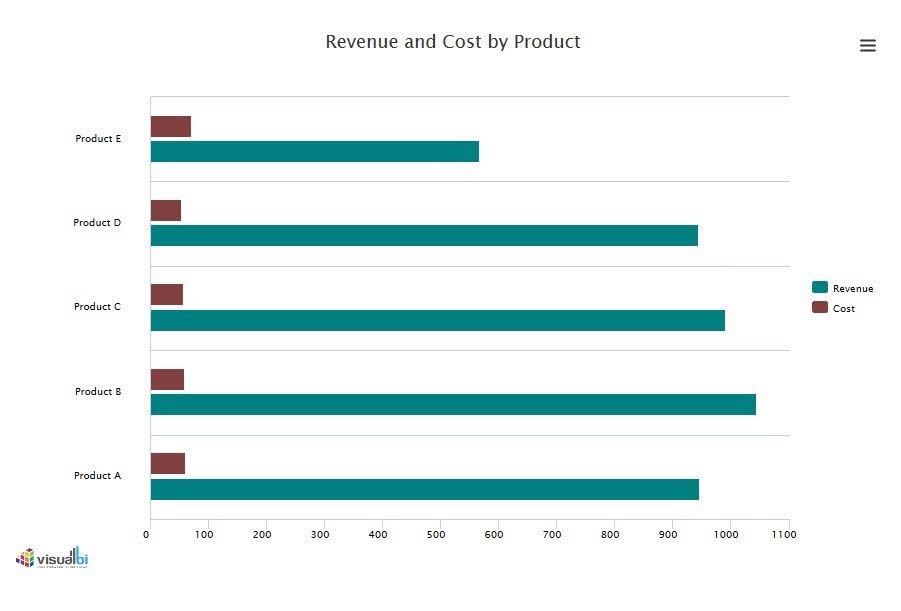 Revenue and Cost by Product
Product E
Product D
Product C
Product B
Product A
Revenue
Cost
0 100 200 300 400 500 600 700 800 900 1000 1100
visualbi